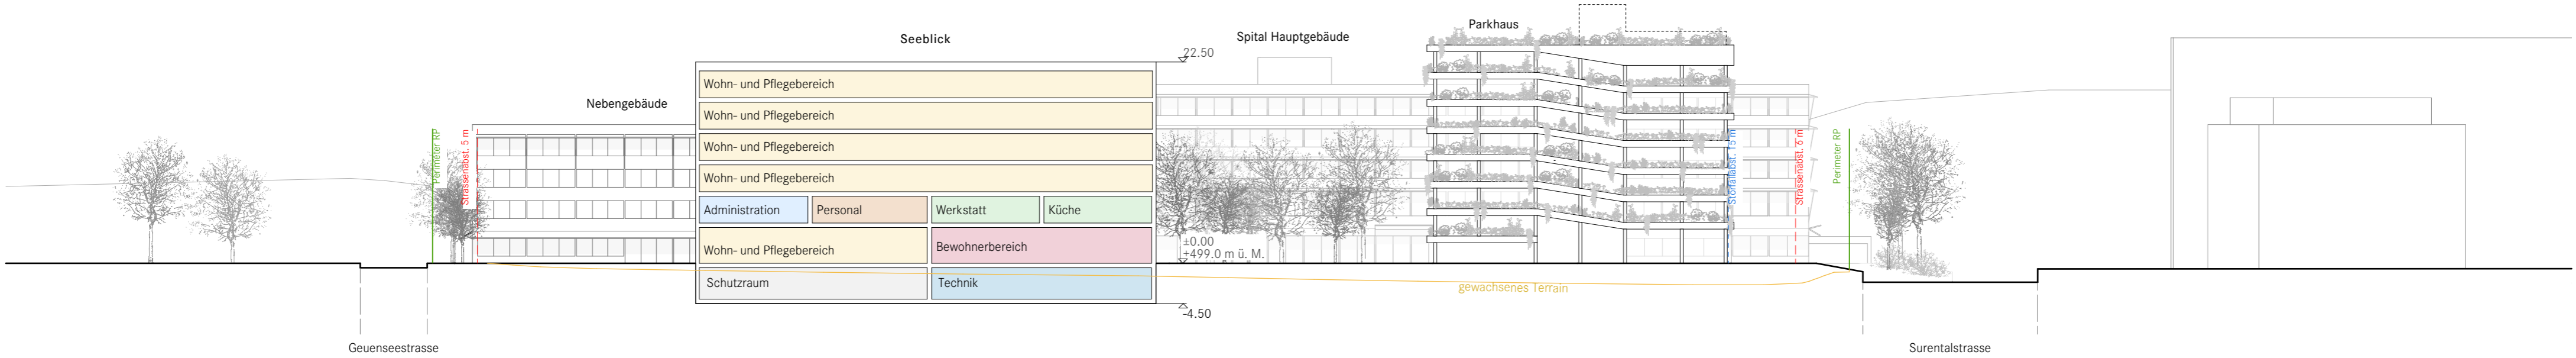 Seeblick
Spital Hauptgebäude
Parkhaus
22.50
Nebengebäude
Wohn- und Pflegebereich
Wohn- und Pflegebereich
Wohn- und Pflegebereich
Wohn- und Pflegebereich
Administration
Personal
Werkstatt
Küche
Wohn- und Pflegebereich
Bewohnerbereich
Schutzraum
Technik
Perimeter RP
Strassenabst. 5 m
±0.00
+499.0 m ü. M.
-4.50
Störfallabst. 15 m
Strassenabst. 6 m
Perimeter RP
gewachsenes Terrain
Geuenseestrasse
Surentalstrasse